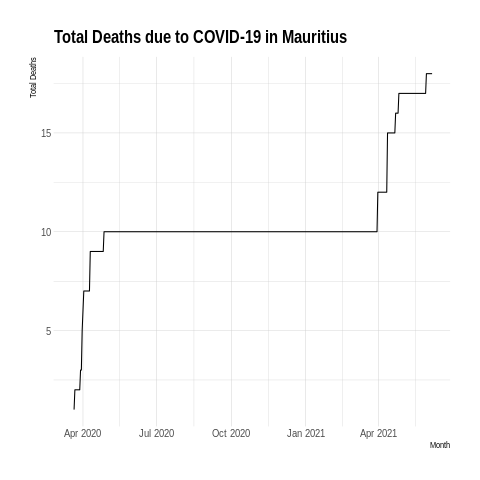 Total Deaths due to COVID-19 in Mauritius
Total Deaths
15
10
5
Apr 2020 Jul 2020 Oct 2020 Jan 2021 Apr 2021
Month